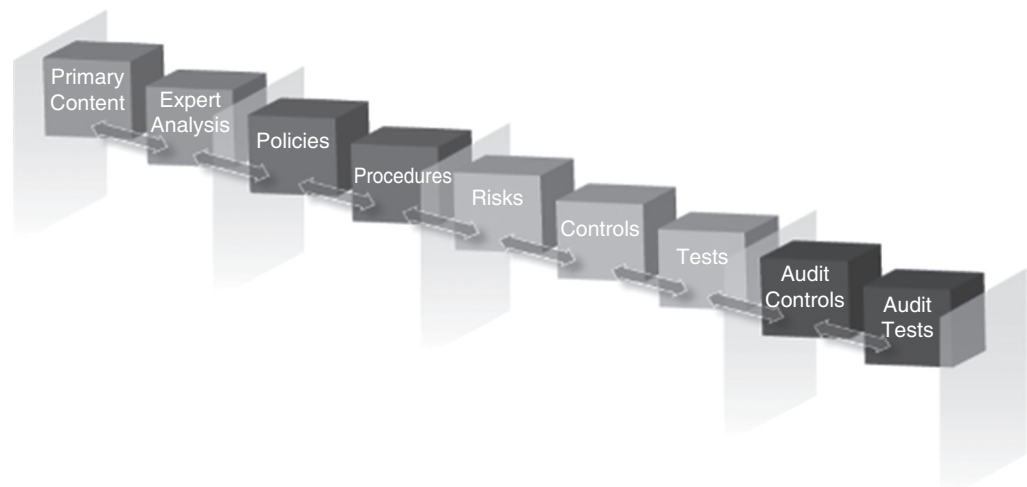 Primary
Content
Expert
Analysis
Policies
Procedures
Risks
Controls
Tests
Audit
Controls
Audit
Tests